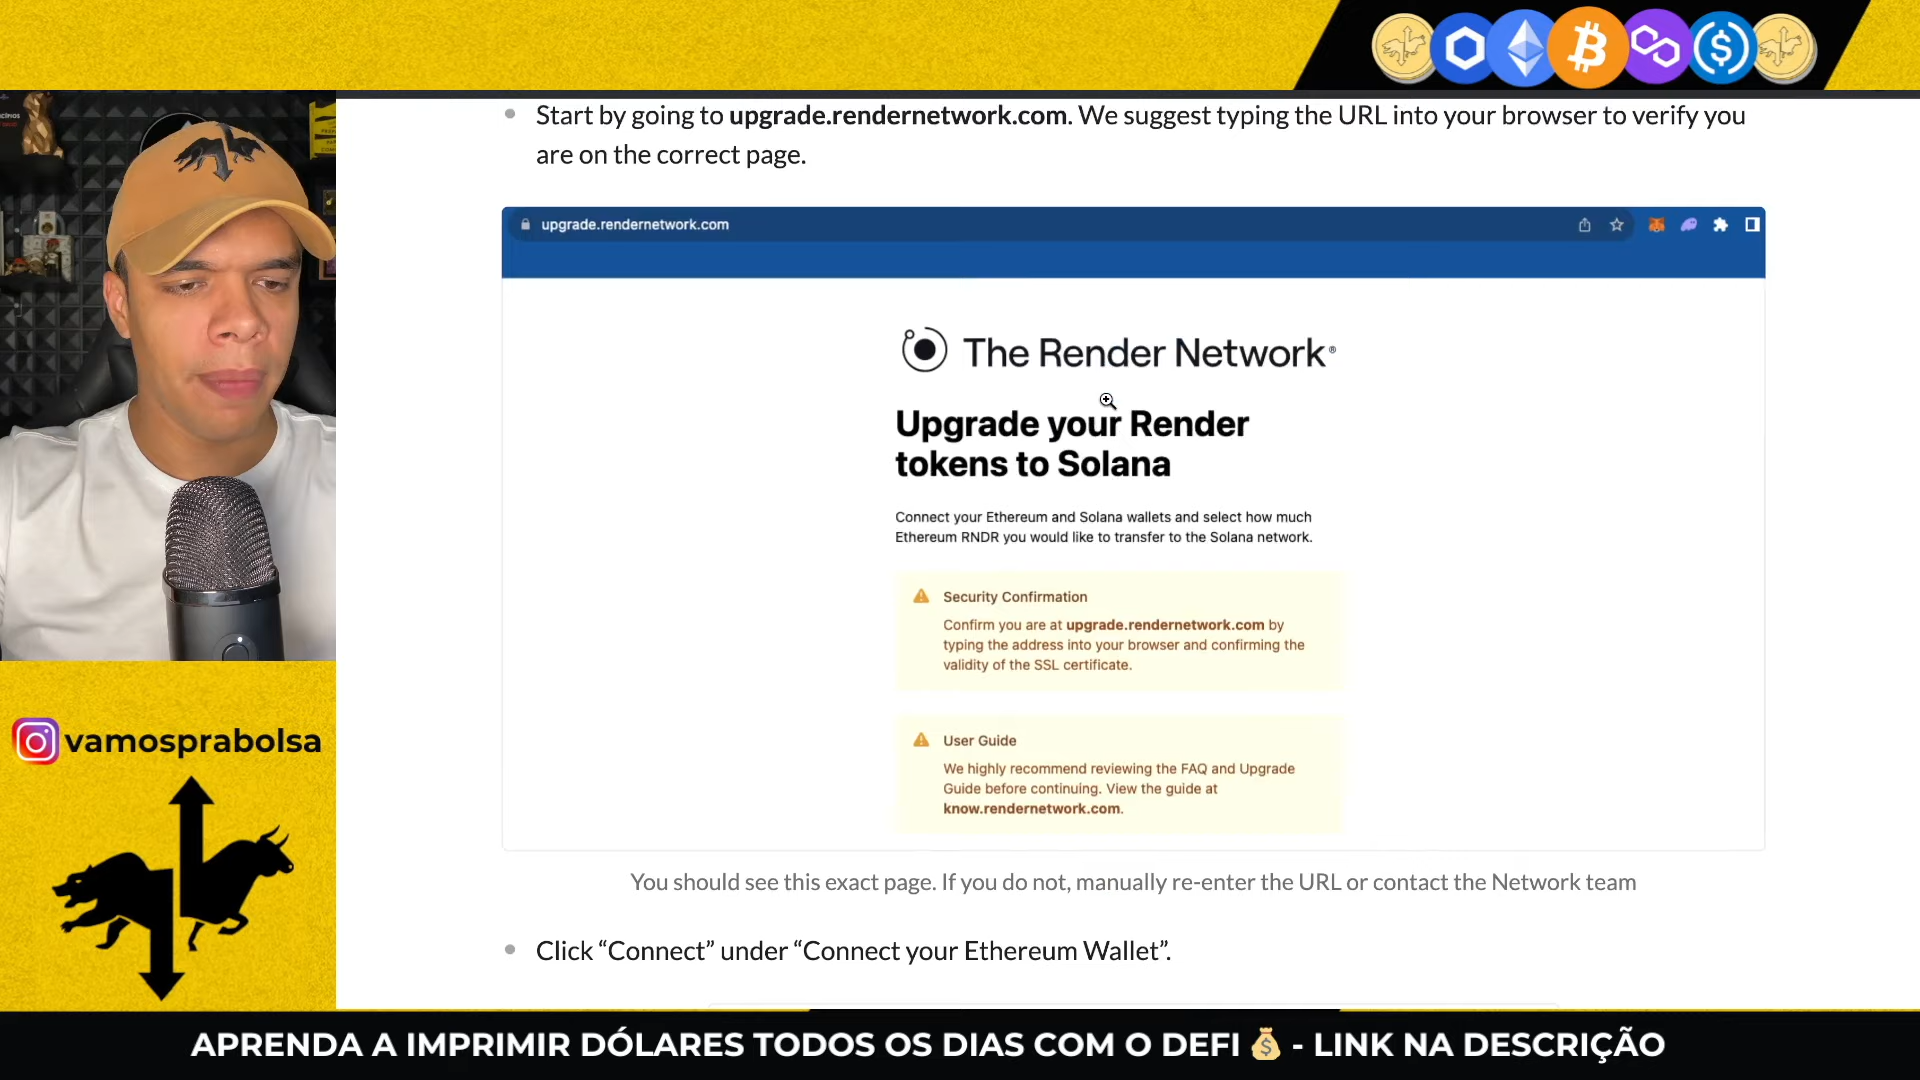 Start by going to upgrade.rendernetwork.com. We suggest typing the URL into your browser to verify you
are on the correct page.
upgrade.rendernetwork.com
The Render Network®
Upgrade your Render
tokens to Solana
Connect your Ethereum and Solana wallets and select how much
Ethereum RNDR you would like to transfer to the Solana network.
Security Confirmation
Confirm you are at upgrade.rendernetwork.com by
typing the address into your browser and confirming the
validity of the SSL certificate.
User Guide
We highly recommend reviewing the FAQ and Upgrade
Guide before continuing. View the guide at
know.rendernetwork.com.
You should see this exact page. If you do not, manually re-enter the URL or contact the Network team
Click “Connect” under “Connect your Ethereum Wallet”.
vamosprabolsa
APRENDA A IMPRIMIR DÓLARES TODOS OS DIAS COM O DEFI 💰 - LINK NA DESCRIÇÃO